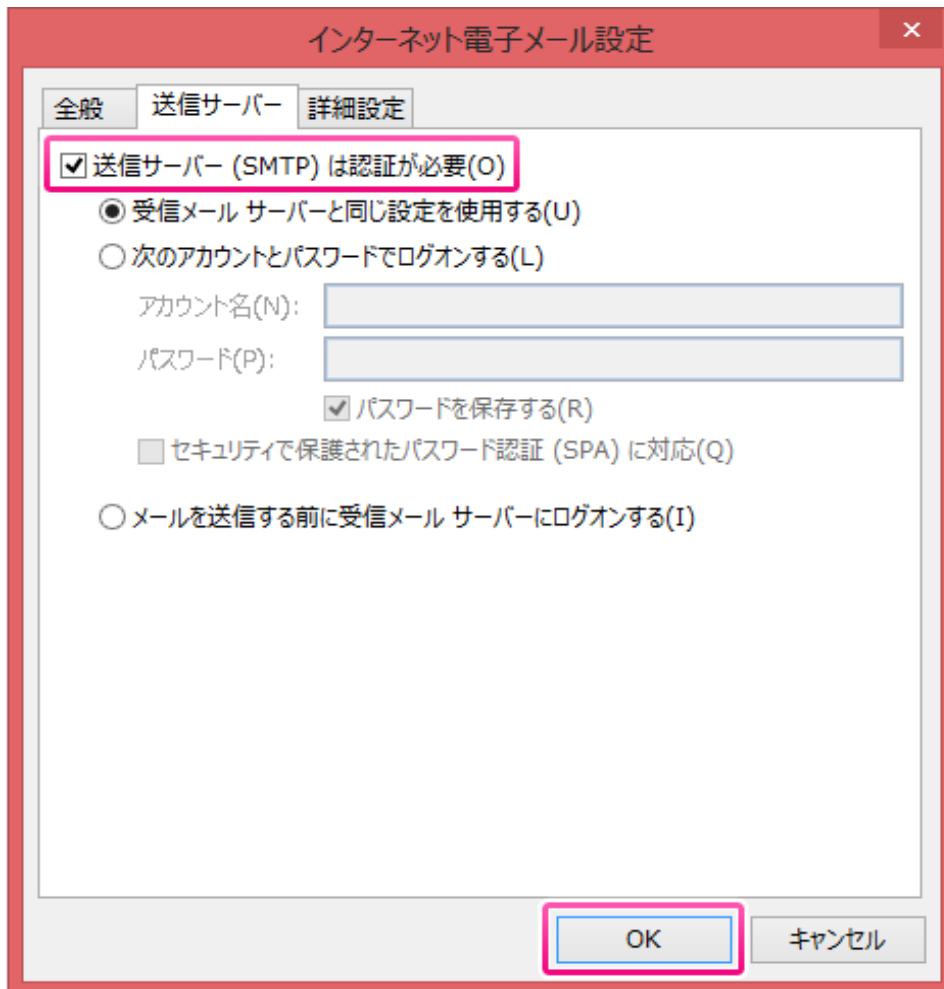 インターネット電子メール設定
全般 送信サーバー 詳細設定
送信サーバー (SMTP) は認証が必要(O)
受信メール サーバーと同じ設定を使用する(U)
次のアカウントとパスワードでログオンする(L)
アカウント名(N):
パスワード(P):
パスワードを保存する(R)
セキュリティで保護されたパスワード認証 (SPA) に対応(Q)
メールを送信する前に受信メール サーバーにログオンする(I)
OK キャンセル